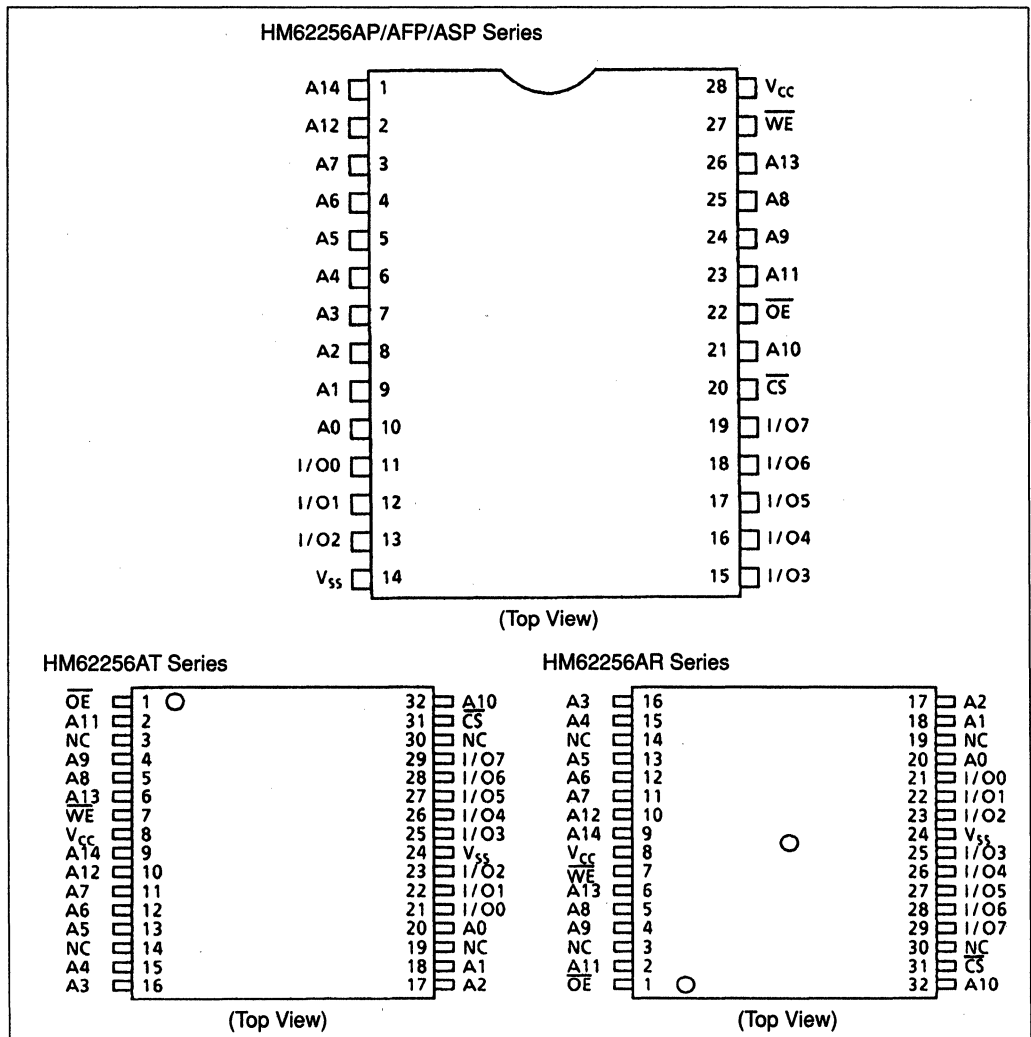 HM62256AP/AFP/ASP Series
A14 1 28 VCC
A12 2 27 W̅E̅
A7 3 26 A13
A6 4 25 A8
A5 5 24 A9
A4 6 23 A11
A3 7 22 O̅E̅
A2 8 21 A10
A1 9 20 C̅S̅
A0 10 19 I/O7
I/O0 11 18 I/O6
I/O1 12 17 I/O5
I/O2 13 16 I/O4
VSS 14 15 I/O3
(Top View)
HM62256AT Series
O̅E̅ 1 32 A10
A11 2 31 C̅S̅
NC 3 30 NC
A9 4 29 I/O7
A8 5 28 I/O6
A13 6 27 I/O5
W̅E̅ 7 26 I/O4
VCC 8 25 I/O3
A14 9 24 VSS
A12 10 23 I/O2
A7 11 22 I/O1
A6 12 21 I/O0
A5 13 20 A0
NC 14 19 NC
A4 15 18 A1
A3 16 17 A2
(Top View)
HM62256AR Series
A3 16 17 A2
A4 15 18 A1
NC 14 19 NC
A5 13 20 A0
A6 12 21 I/O0
A7 11 22 I/O1
A12 10 23 I/O2
A14 9 24 VSS
VCC 8 25 I/O3
W̅E̅ 7 26 I/O4
A13 6 27 I/O5
A8 5 28 I/O6
A9 4 29 I/O7
NC 3 30 NC
A11 2 31 C̅S̅
O̅E̅ 1 32 A10
(Top View)